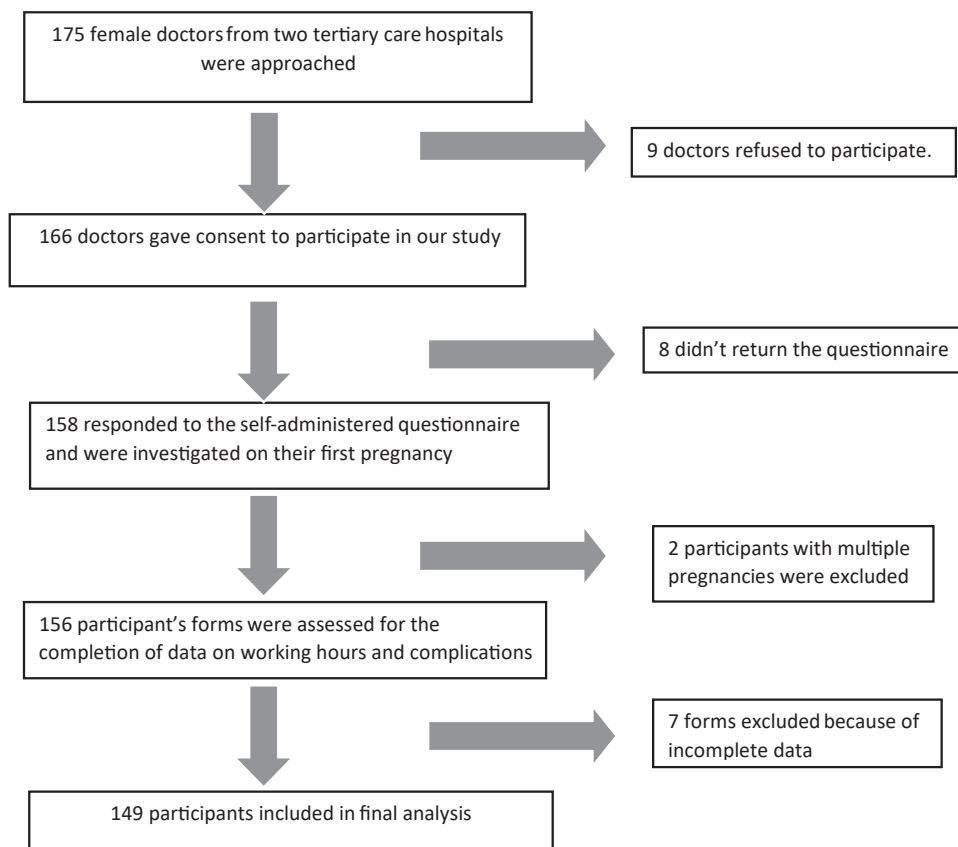 175 female doctors from two tertiary care hospitals
were approached
9 doctors refused to participate.
166 doctors gave consent to participate in our study
8 didn’t return the questionnaire
158 responded to the self-administered questionnaire
and were investigated on their first pregnancy
2 participants with multiple
pregnancies were excluded
156 participant’s forms were assessed for the
completion of data on working hours and complications
7 forms excluded because of
incomplete data
149 participants included in final analysis